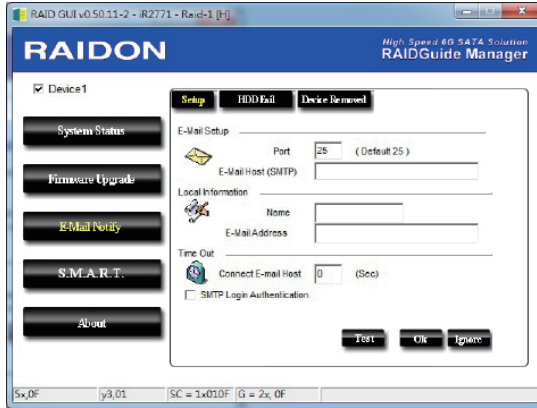 RAID GUI v0.50.11-2 - iR2771 - Raid-1 [H]
RAIDON
High Speed 6G SATA Solution
RAIDGuide Manager
Device1
Setup HDD Fail Device Removed
System Status
Firmware Upgrade
E-Mail Notify
S.M.A.R.T.
About
E-Mail Setup
Port 25 ( Default 25 )
E-Mail Host (SMTP)
Local Information
Name
E-Mail Address
Time Out
Connect E-mail Host 0 (Sec)
SMTP Login Authentication
Test Ok Ignore
5x,0F y3,01 SC = 1x010F G = 2x, 0F